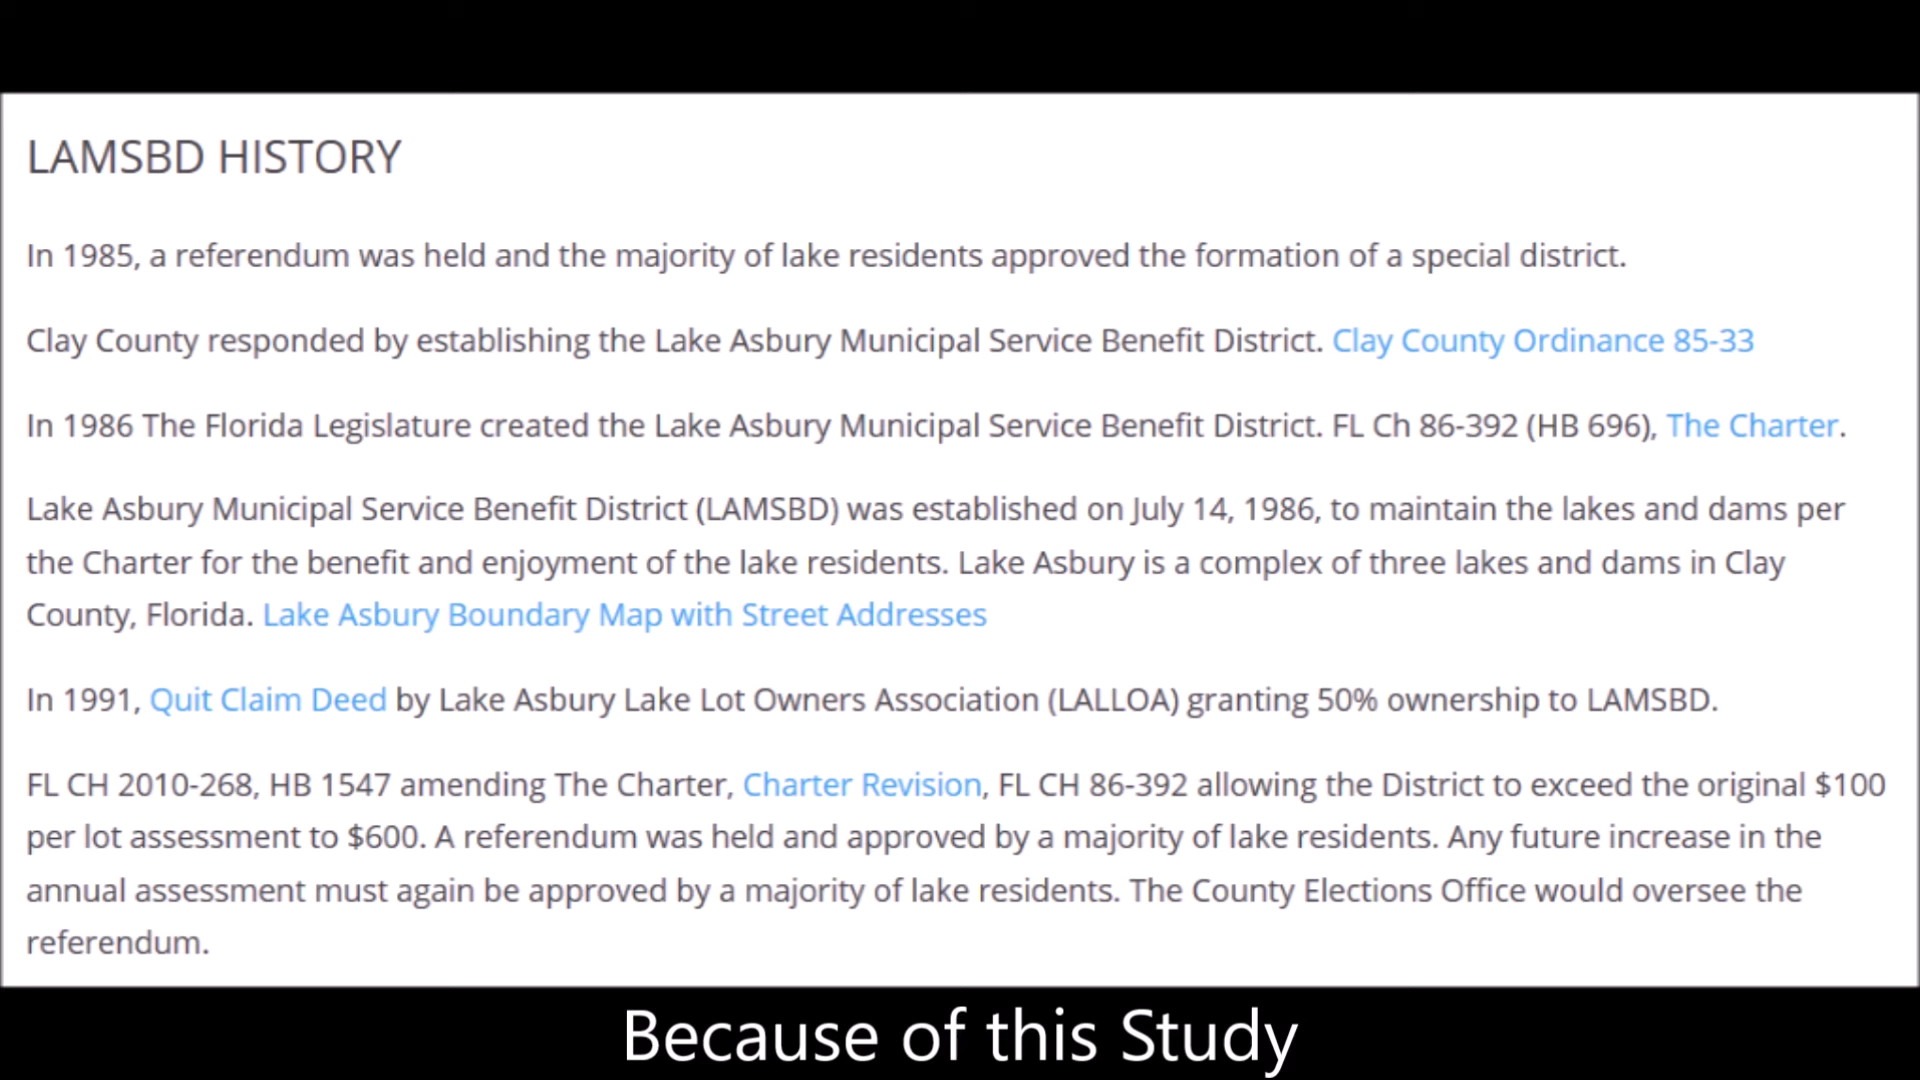 LAMSBD HISTORY
In 1985, a referendum was held and the majority of lake residents approved the formation of a special district.
Clay County responded by establishing the Lake Asbury Municipal Service Benefit District. Clay County Ordinance 85-33
In 1986 The Florida Legislature created the Lake Asbury Municipal Service Benefit District. FL Ch 86-392 (HB 696), The Charter.
Lake Asbury Municipal Service Benefit District (LAMSBD) was established on July 14, 1986, to maintain the lakes and dams per
the Charter for the benefit and enjoyment of the lake residents. Lake Asbury is a complex of three lakes and dams in Clay
County, Florida. Lake Asbury Boundary Map with Street Addresses
In 1991, Quit Claim Deed by Lake Asbury Lake Lot Owners Association (LALLOA) granting 50% ownership to LAMSBD.
FL CH 2010-268, HB 1547 amending The Charter, Charter Revision, FL CH 86-392 allowing the District to exceed the original $100
per lot assessment to $600. A referendum was held and approved by a majority of lake residents. Any future increase in the
annual assessment must again be approved by a majority of lake residents. The County Elections Office would oversee the
referendum.
Because of this Study